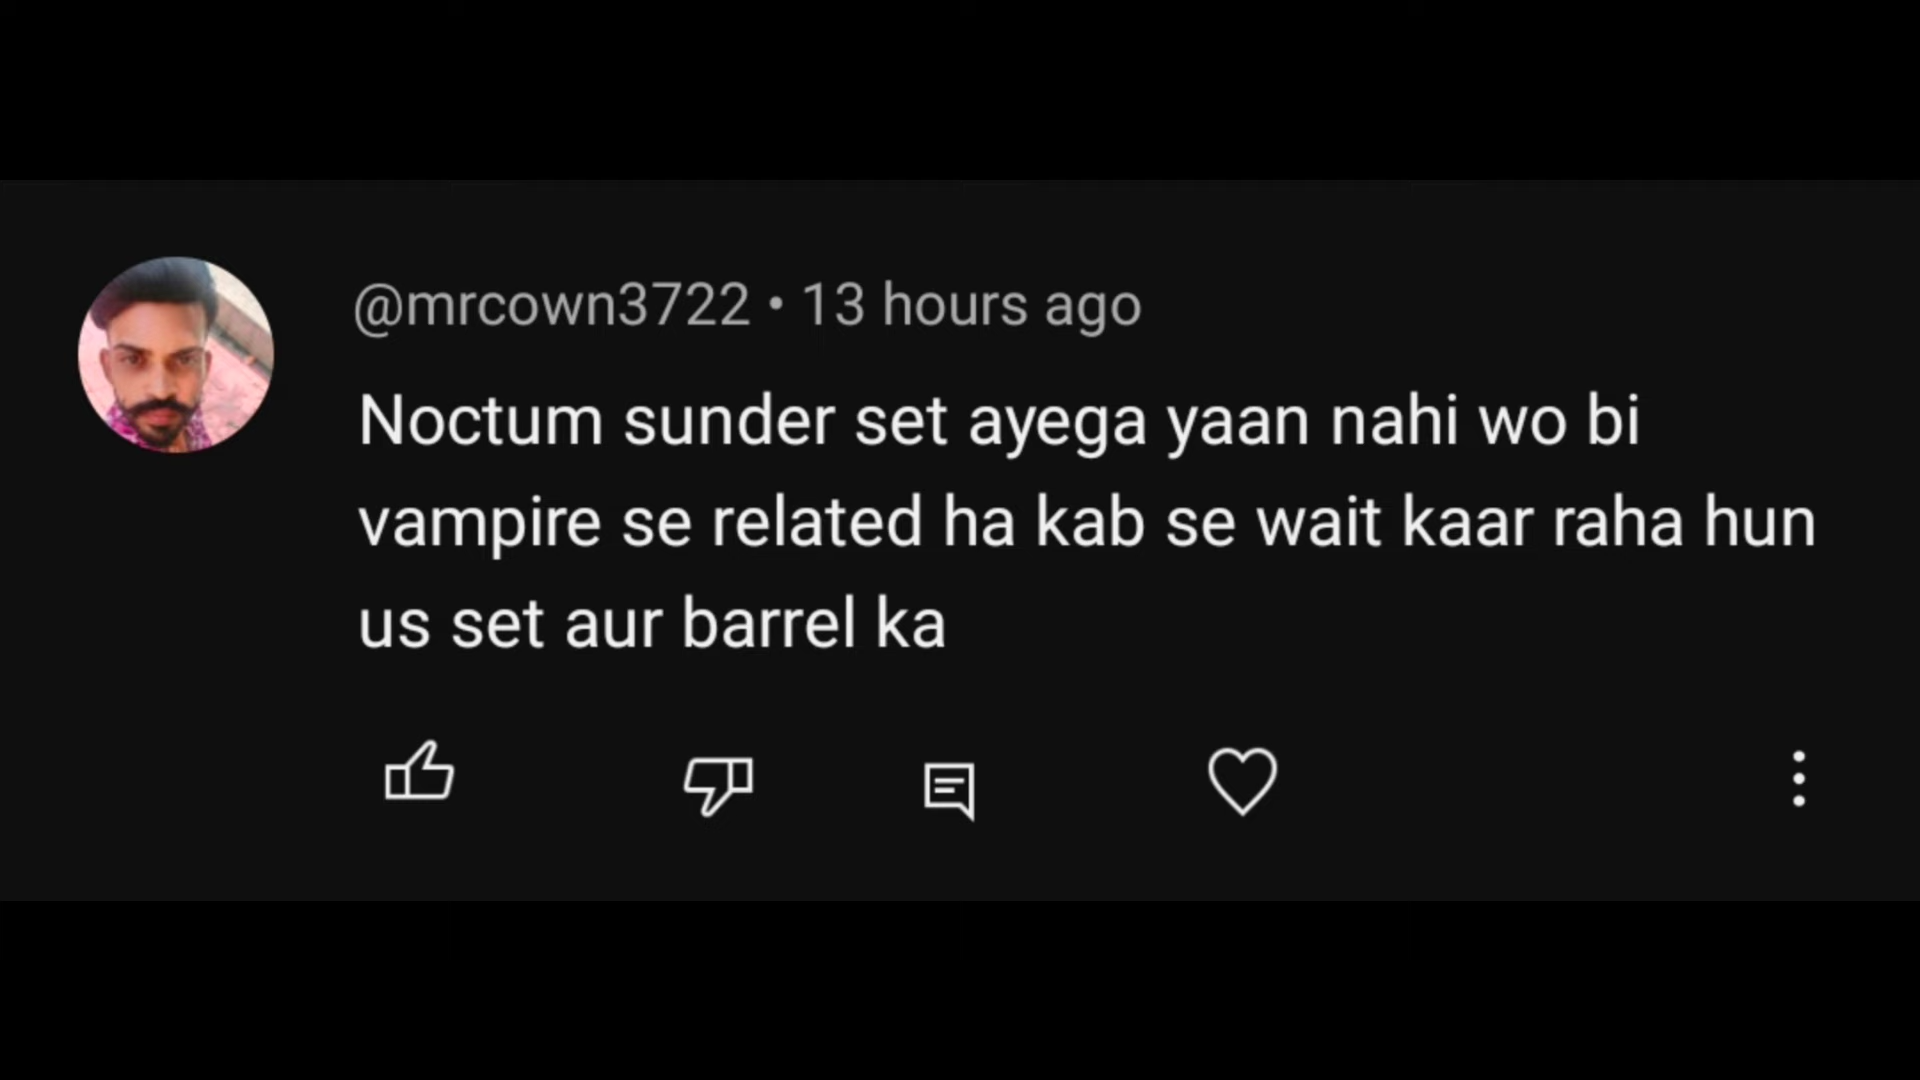 @mrcown3722 • 13 hours ago
Noctum sunder set ayega yaan nahi wo bi
vampire se related ha kab se wait kaar raha hun
us set aur barrel ka